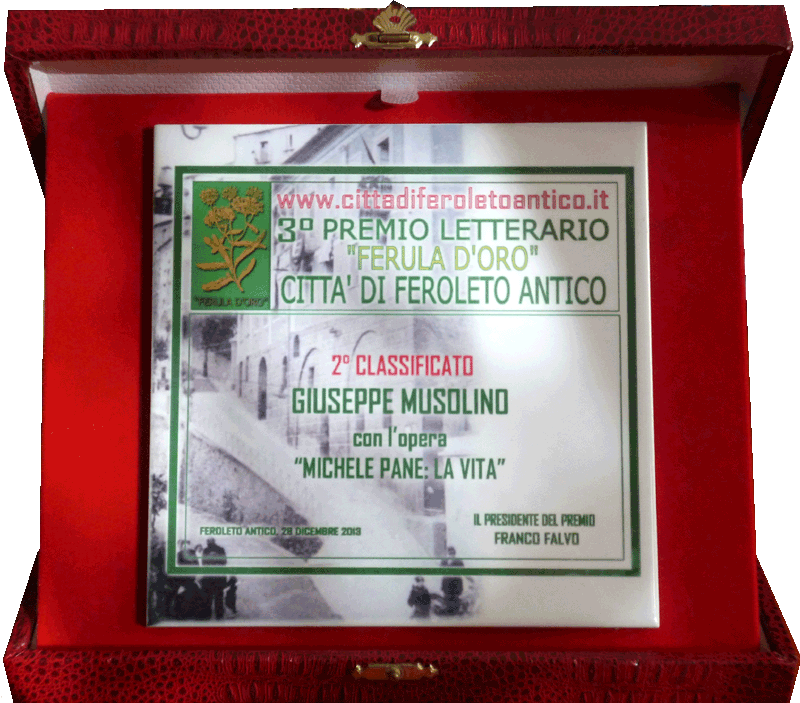 www.cittadiferoletoantico.it
3° PREMIO LETTERARIO
"FERULA D'ORO"
CITTA' DI FEROLETO ANTICO
"FERULA D'ORO"
2° CLASSIFICATO
GIUSEPPE MUSOLINO
con l'opera
“MICHELE PANE: LA VITA”
FEROLETO ANTICO, 28 DICEMBRE 2013
IL PRESIDENTE DEL PREMIO
FRANCO FALVO